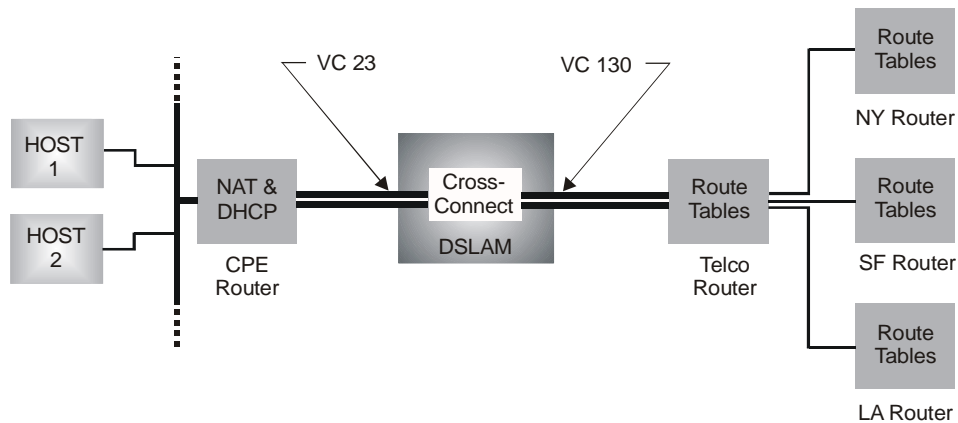 VC 23
VC 130
HOST
1
HOST
2
NAT &
DHCP
CPE
Router
Cross-
Connect
DSLAM
Route
Tables
Telco
Router
Route
Tables
NY Router
Route
Tables
SF Router
Route
Tables
LA Router